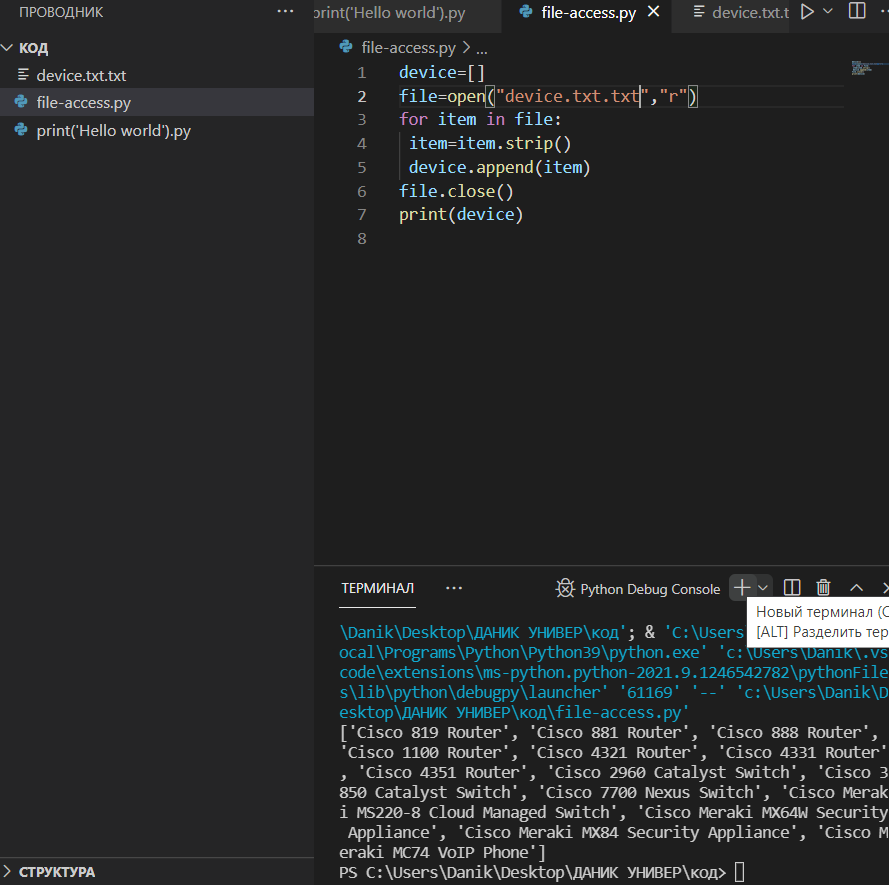 ПРОВОДНИК ···
КОД
device.txt.txt
file-access.py
print('Hello world').py
СТРУКТУРА
print('Hello world').py file-access.py device.txt.t
file-access.py > ...
1 device=[]
2 file=open("device.txt.txt","r")
3 for item in file:
4 item=item.strip()
5 device.append(item)
6 file.close()
7 print(device)
8
ТЕРМИНАЛ ··· Python Debug Console
Новый терминал (C
[ALT] Разделить тер
\Danik\Desktop\ДАНИК УНИВЕР\код'; & 'C:\Users
ocal\Programs\Python\Python39\python.exe' 'c:\Users\Danik\.vs
code\extensions\ms-python.python-2021.9.1246542782\pythonFile
s\lib\python\debugpy\launcher' '61169' '--' 'c:\Users\Danik\D
esktop\ДАНИК УНИВЕР\код\file-access.py'
['Cisco 819 Router', 'Cisco 881 Router', 'Cisco 888 Router',
'Cisco 1100 Router', 'Cisco 4321 Router', 'Cisco 4331 Router'
, 'Cisco 4351 Router', 'Cisco 2960 Catalyst Switch', 'Cisco 3
850 Catalyst Switch', 'Cisco 7700 Nexus Switch', 'Cisco Merak
i MS220-8 Cloud Managed Switch', 'Cisco Meraki MX64W Security
Appliance', 'Cisco Meraki MX84 Security Appliance', 'Cisco M
eraki MC74 VoIP Phone']
PS C:\Users\Danik\Desktop\ДАНИК УНИВЕР\код>